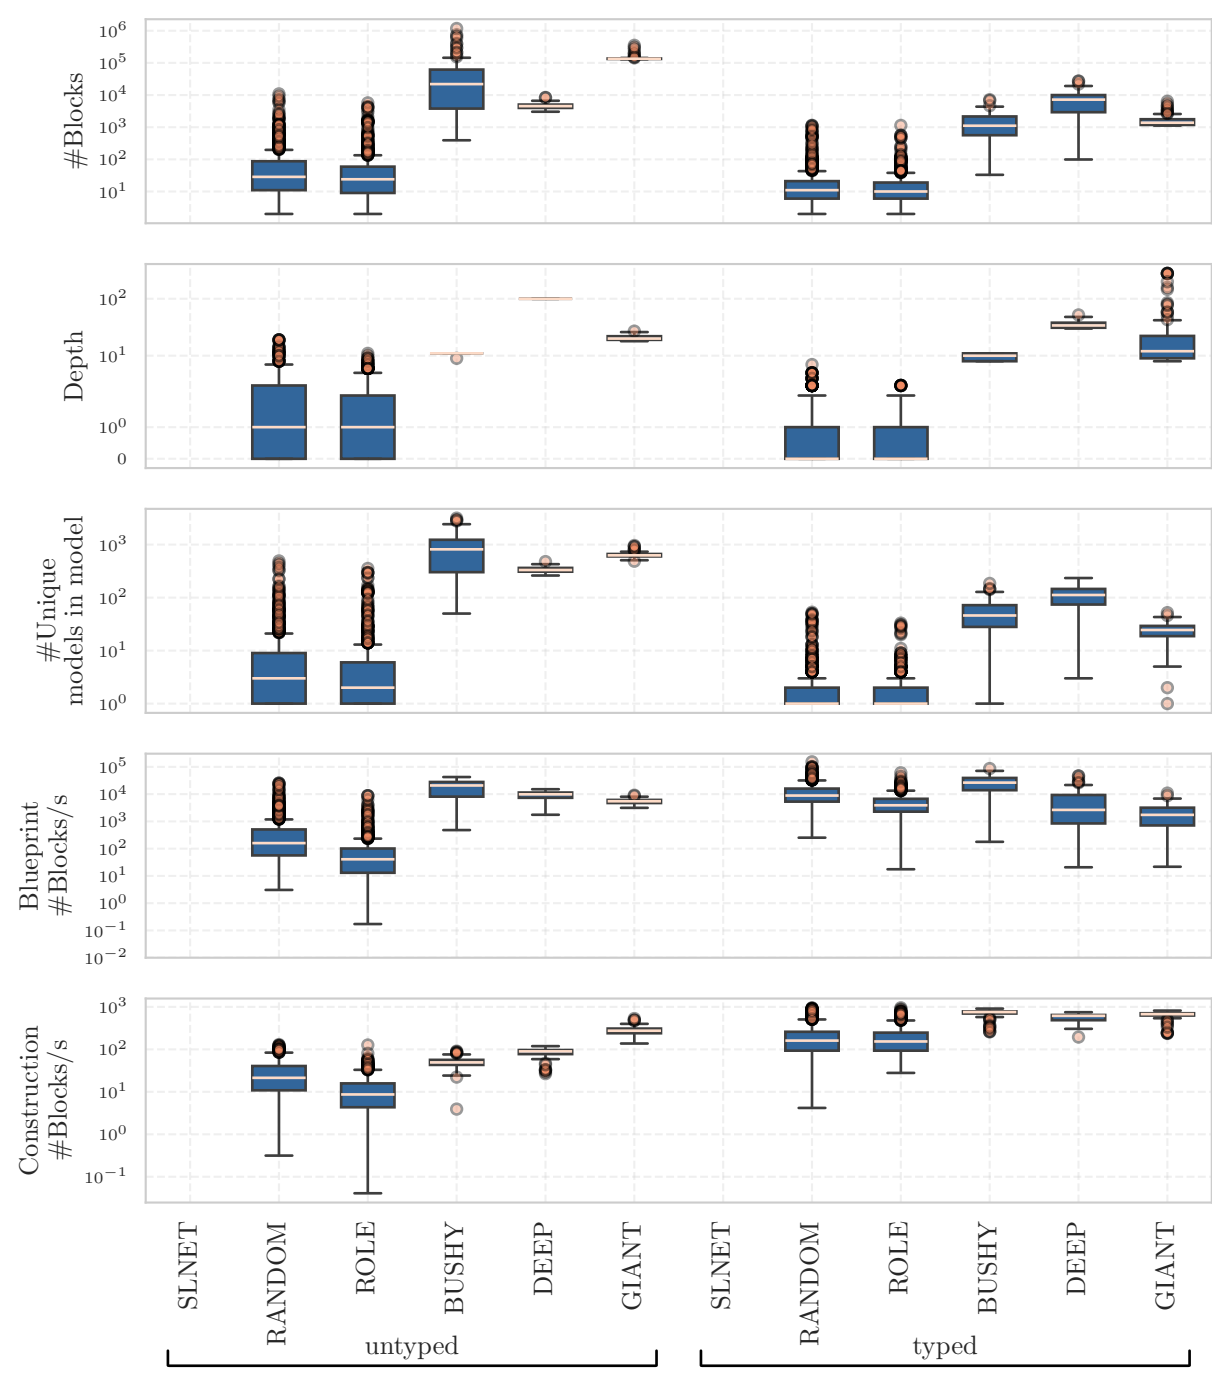 #Blocks
10⁶
10⁵
10⁴
10³
10²
10¹
Depth
10²
10¹
10⁰
0
#Unique
models in model
10³
10²
10¹
10⁰
Blueprint
#Blocks/s
10⁵
10⁴
10³
10²
10¹
10⁰
10⁻¹
10⁻²
Construction
#Blocks/s
10³
10²
10¹
10⁰
10⁻¹
SLNET
RANDOM
ROLE
BUSHY
DEEP
GIANT
SLNET
RANDOM
ROLE
BUSHY
DEEP
GIANT
untyped
typed